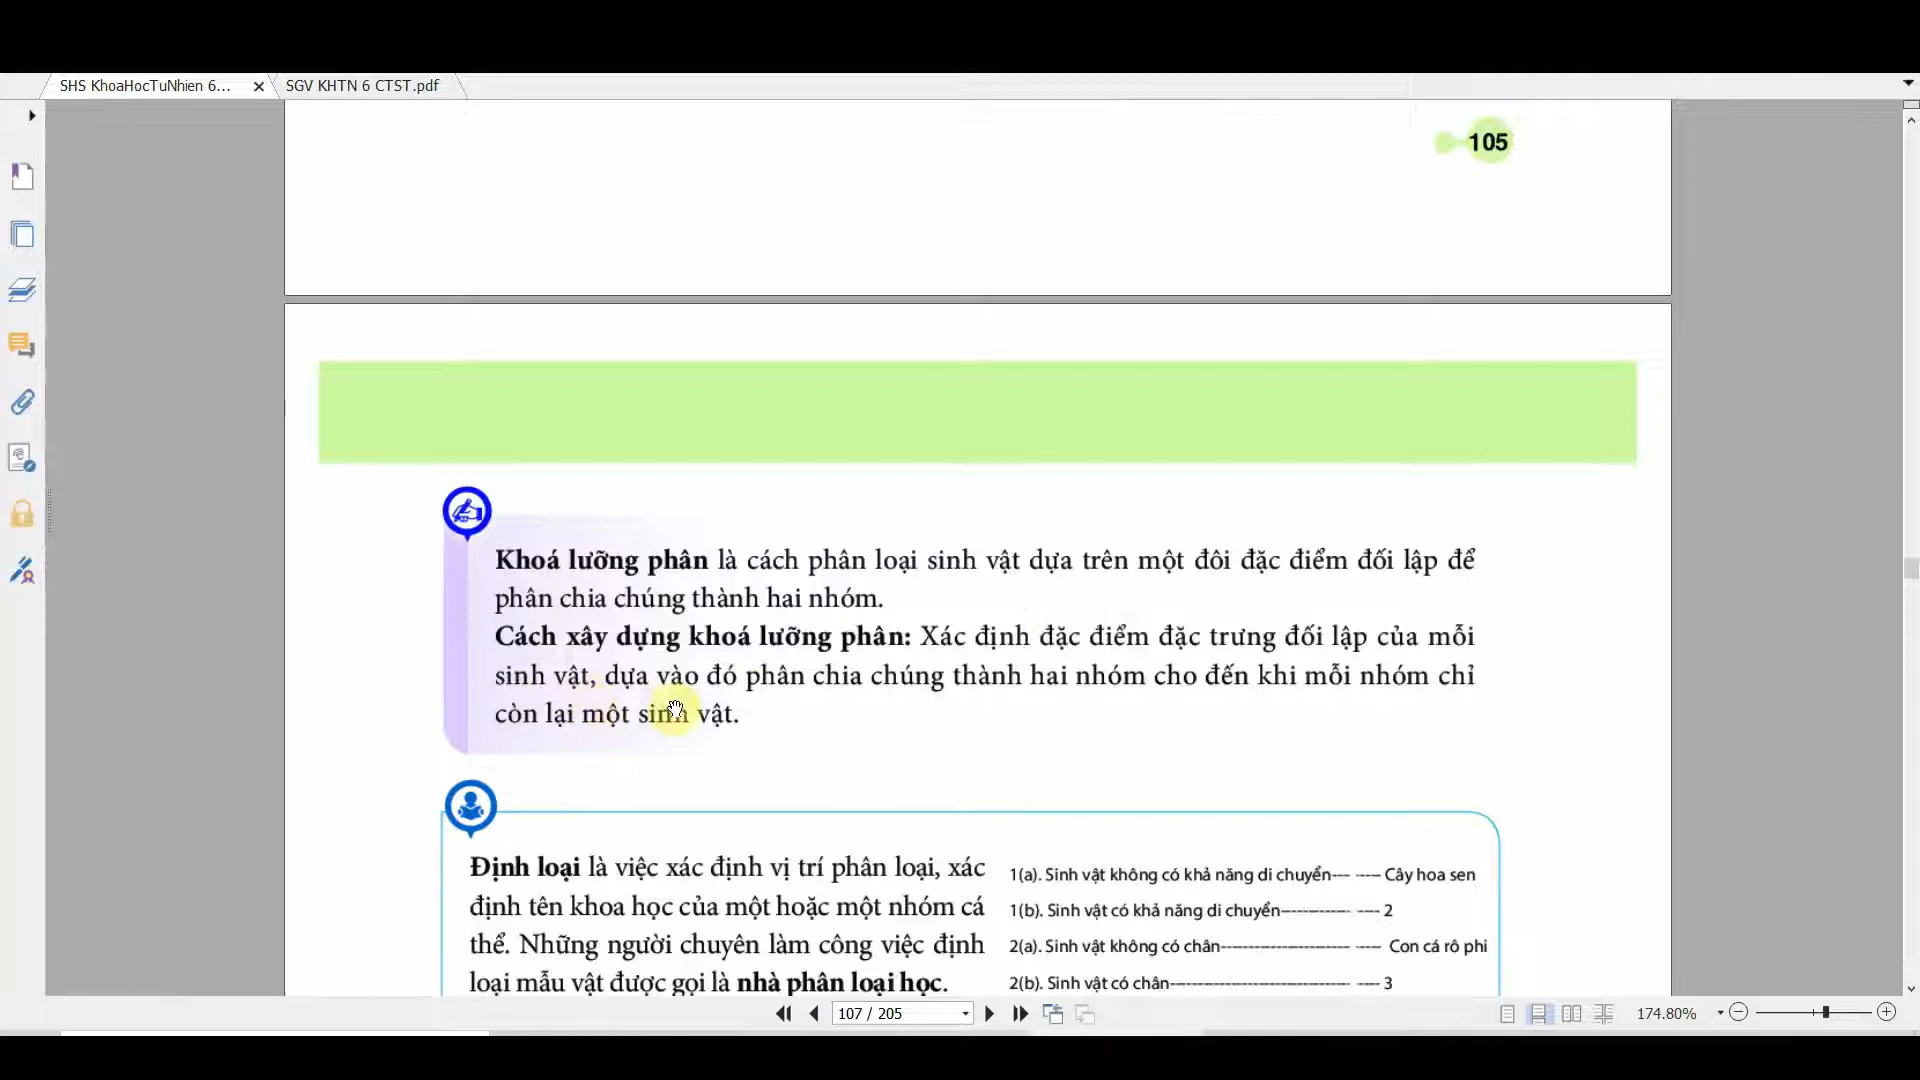 SHS KhoaHocTuNhien 6...
SGV KHTN 6 CTST.pdf
105
Khoá lưỡng phân là cách phân loại sinh vật dựa trên một đôi đặc điểm đối lập để
phân chia chúng thành hai nhóm.
Cách xây dựng khoá lưỡng phân: Xác định đặc điểm đặc trưng đối lập của mỗi
sinh vật, dựa vào đó phân chia chúng thành hai nhóm cho đến khi mỗi nhóm chỉ
còn lại một sinh vật.
Định loại là việc xác định vị trí phân loại, xác
định tên khoa học của một hoặc một nhóm cá
thể. Những người chuyên làm công việc định
loại mẫu vật được gọi là nhà phân loại học.
1(a). Sinh vật không có khả năng di chuyển--- ----- Cây hoa sen
1(b). Sinh vật có khả năng di chuyển-------------- ----- 2
2(a). Sinh vật không có chân-------------------------- ----- Con cá rô phi
2(b). Sinh vật có chân------------------------------------ ----- 3
107 / 205
174.80%